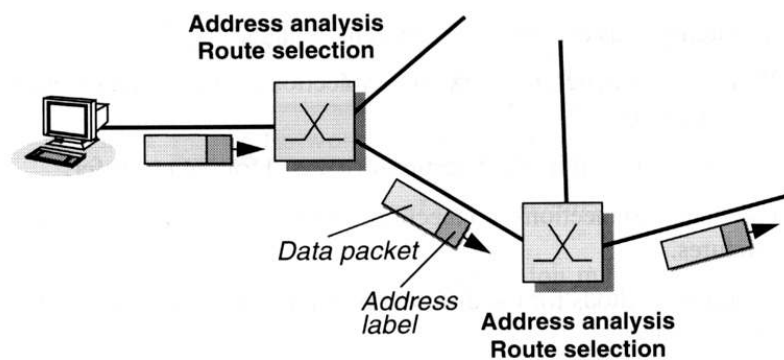 Address analysis
Route selection
Data packet
Address
label
Address analysis
Route selection